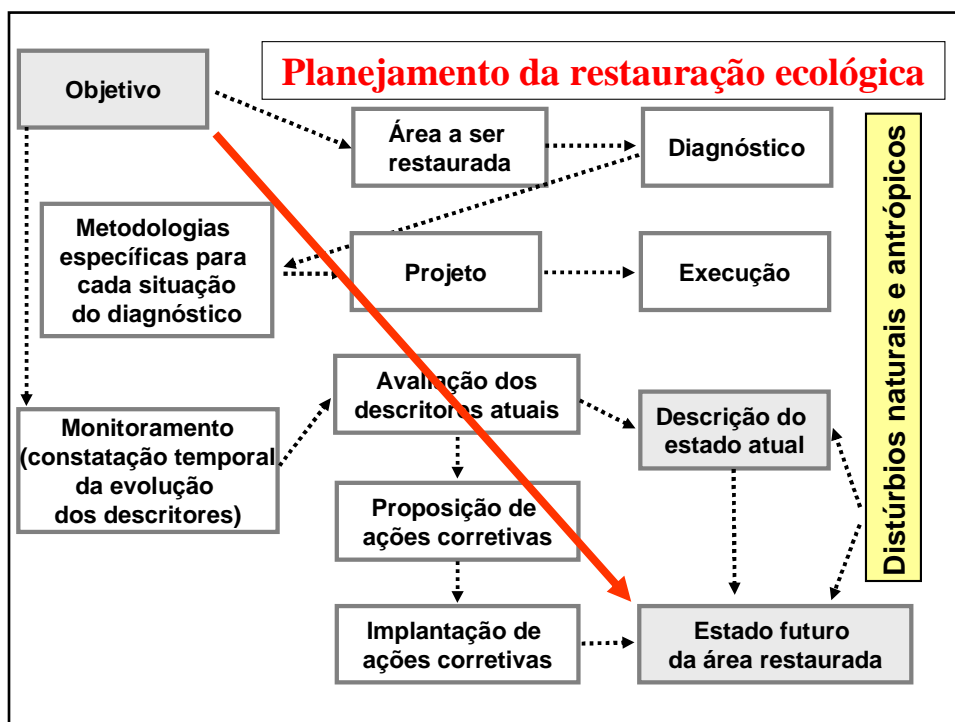 Planejamento da restauração ecológica
Objetivo
Área a ser
restaurada
Diagnóstico
Metodologias
específicas para
cada situação
do diagnóstico
Projeto
Execução
Monitoramento
(constatação temporal
da evolução
dos descritores)
Avaliação dos
descritores atuais
Descrição do
estado atual
Proposição de
ações corretivas
Implantação de
ações corretivas
Estado futuro
da área restaurada
Distúrbios naturais e antrópicos